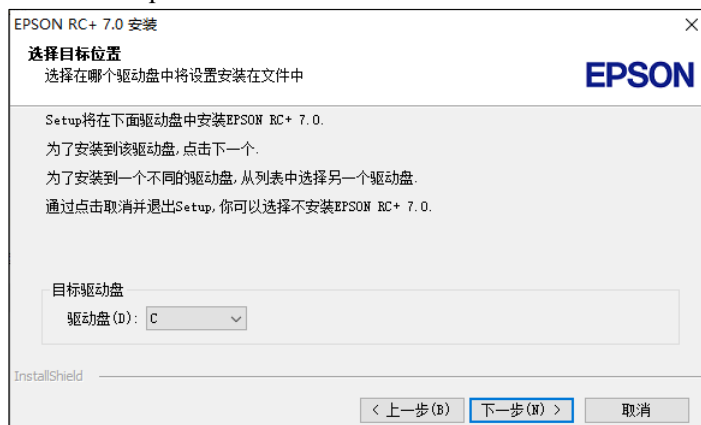 EPSON RC+ 7.0 安装
选择目标位置
选择在哪个驱动盘中将设置安装在文件中
EPSON
Setup将在下面驱动盘中安装EPSON RC+ 7.0.
为了安装到该驱动盘,点击下一个.
为了安装到一个不同的驱动盘,从列表中选择另一个驱动盘.
通过点击取消并退出Setup,你可以选择不安装EPSON RC+ 7.0.
目标驱动盘
驱动盘(D): C
InstallShield
< 上一步(B) 下一步(N) > 取消